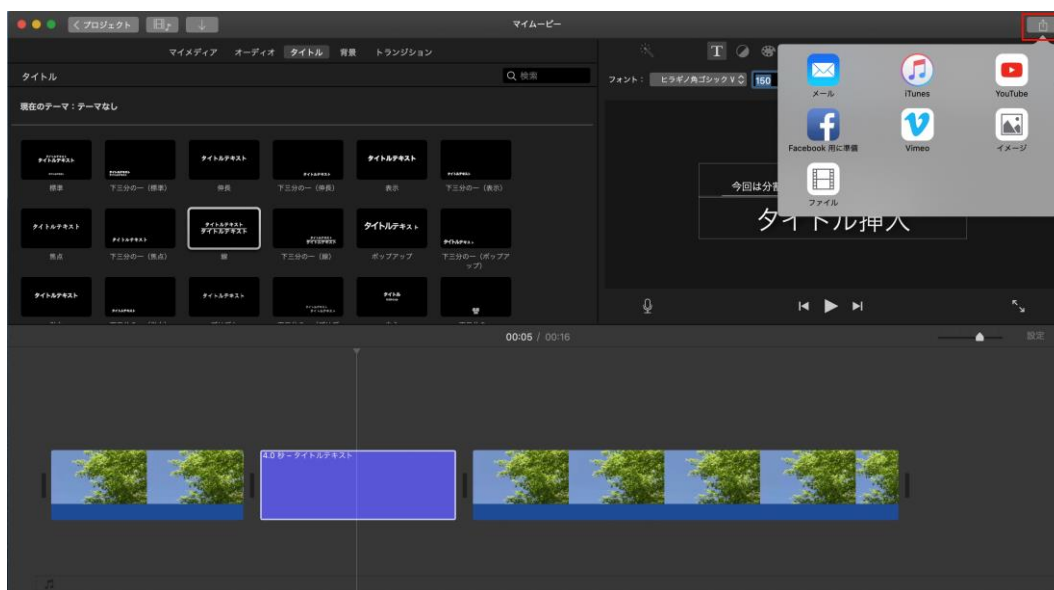 プロジェクト
マイムービー
マイメディア オーディオ タイトル 背景 トランジション
タイトル
検索
フォント： ヒラギノ角ゴシック V 150
現在のテーマ：テーマなし
メール iTunes YouTube
Facebook 用に準備 Vimeo イメージ
ファイル
タイトルテキスト タイトルテキスト タイトルテキスト
標準 下三分の一（標準） 伸長 下三分の一（伸長） 表示 下三分の一（表示）
今回は分
タイトル挿入
タイトルテキスト タイトルテキスト タイトルテキスト タイトルテキスト
タイトルテキスト
焦点 下三分の一（焦点） 下三分の一 ポップアップ 下三分の一（ポップアップ）
タイトルテキスト タイトルテキスト
00:05 / 00:16
設定
4.0 秒 – タイトルテキスト